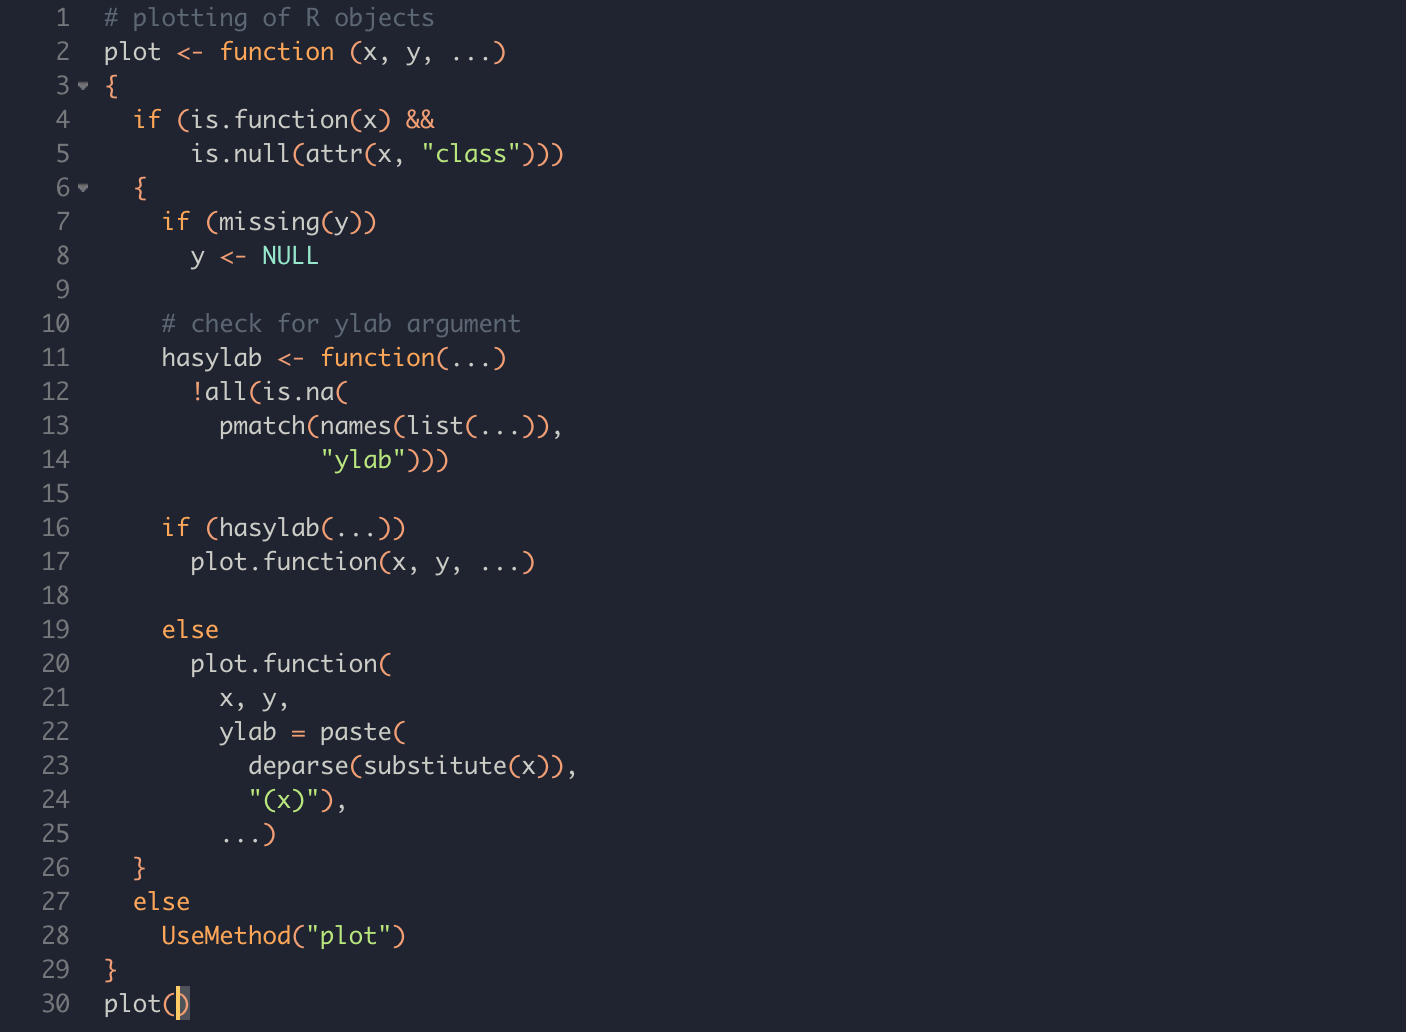 1 # plotting of R objects
2 plot <- function (x, y, ...)
3 {
4   if (is.function(x) &&
5       is.null(attr(x, "class")))
6   {
7     if (missing(y))
8       y <- NULL
9
10     # check for ylab argument
11     hasylab <- function(...)
12       !all(is.na(
13         pmatch(names(list(...)),
14                "ylab")))
15
16     if (hasylab(...))
17       plot.function(x, y, ...)
18
19     else
20       plot.function(
21         x, y,
22         ylab = paste(
23           deparse(substitute(x)),
24           "(x)"),
25         ...)
26   }
27   else
28     UseMethod("plot")
29 }
30 plot()